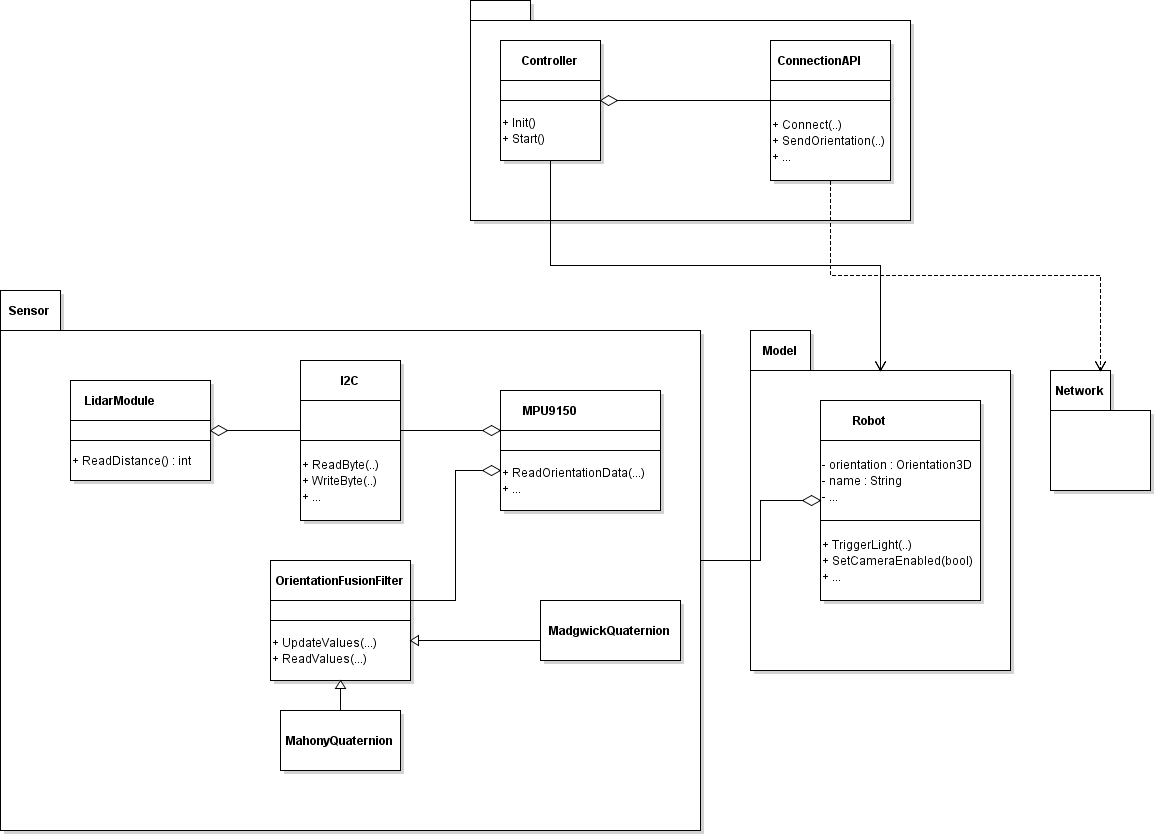 Controller
+ Init()
+ Start()
ConnectionAPI
+ Connect(..)
+ SendOrientation(..)
+ ...
Sensor
LidarModule
+ ReadDistance() : int
I2C
+ ReadByte(..)
+ WriteByte(..)
+ ...
MPU9150
+ ReadOrientationData(...)
+ ...
OrientationFusionFilter
+ UpdateValues(...)
+ ReadValues(...)
MadgwickQuaternion
MahonyQuaternion
Model
Robot
- orientation : Orientation3D
- name : String
- ...
+ TriggerLight(..)
+ SetCameraEnabled(bool)
+ ...
Network